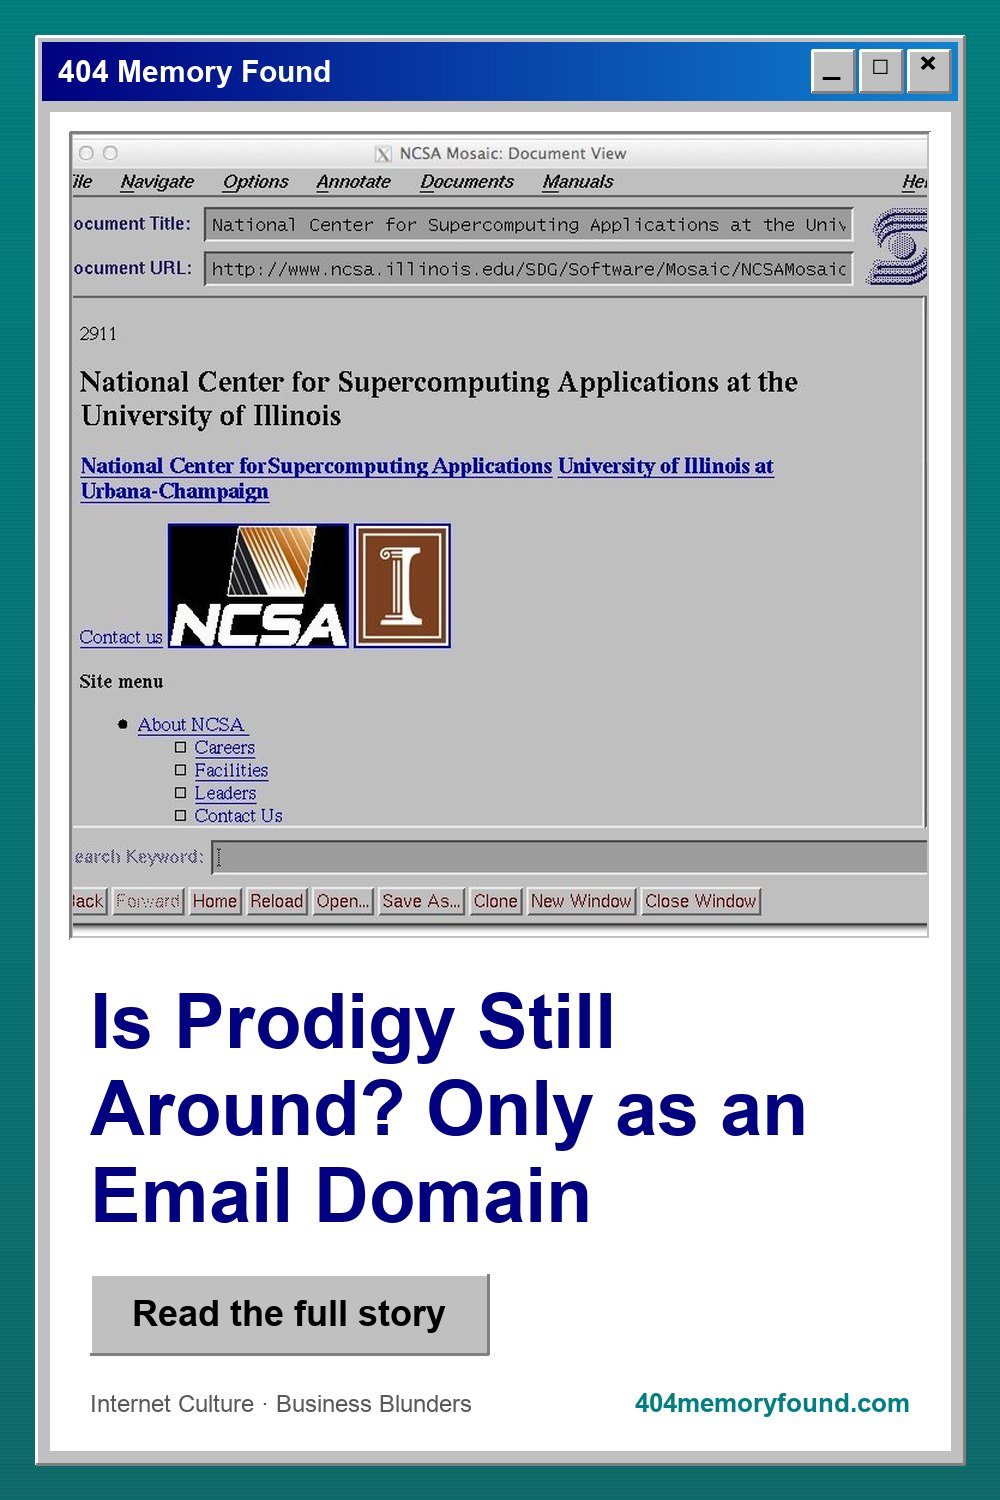 404 Memory Found
NCSA Mosaic: Document View
ile Navigate Options Annotate Documents Manuals Hel
ocument Title: National Center for Supercomputing Applications at the Univ
ocument URL: http://www.ncsa.illinois.edu/SDG/Software/Mosaic/NCSAMosaic
2911
National Center for Supercomputing Applications at the
University of Illinois
National Center forSupercomputing Applications University of Illinois at
Urbana-Champaign
NCSA I
Contact us
Site menu
About NCSA
Careers
Facilities
Leaders
Contact Us
earch Keyword:
Back Forward Home Reload Open... Save As... Clone New Window Close Window
Is Prodigy Still
Around? Only as an
Email Domain
Read the full story
Internet Culture · Business Blunders 404memoryfound.com